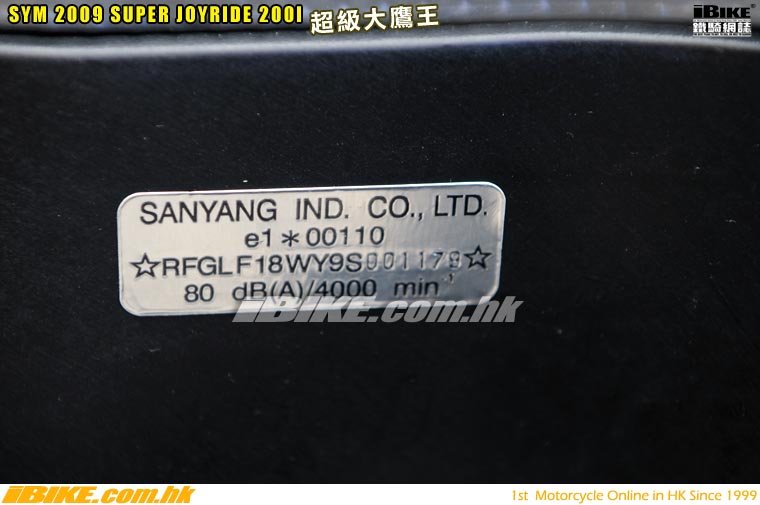 SYM 2009 SUPER JOYRIDE 200I 超級大鷹王
iBIKE
鐵騎網誌
SANYANG IND. CO., LTD.
e1*00110
☆RFGLF18WY9S001179☆
80 dB(A)/4000 min
iBIKE.com.hk
iBIKE.com.hk
1st Motorcycle Online in HK Since 1999